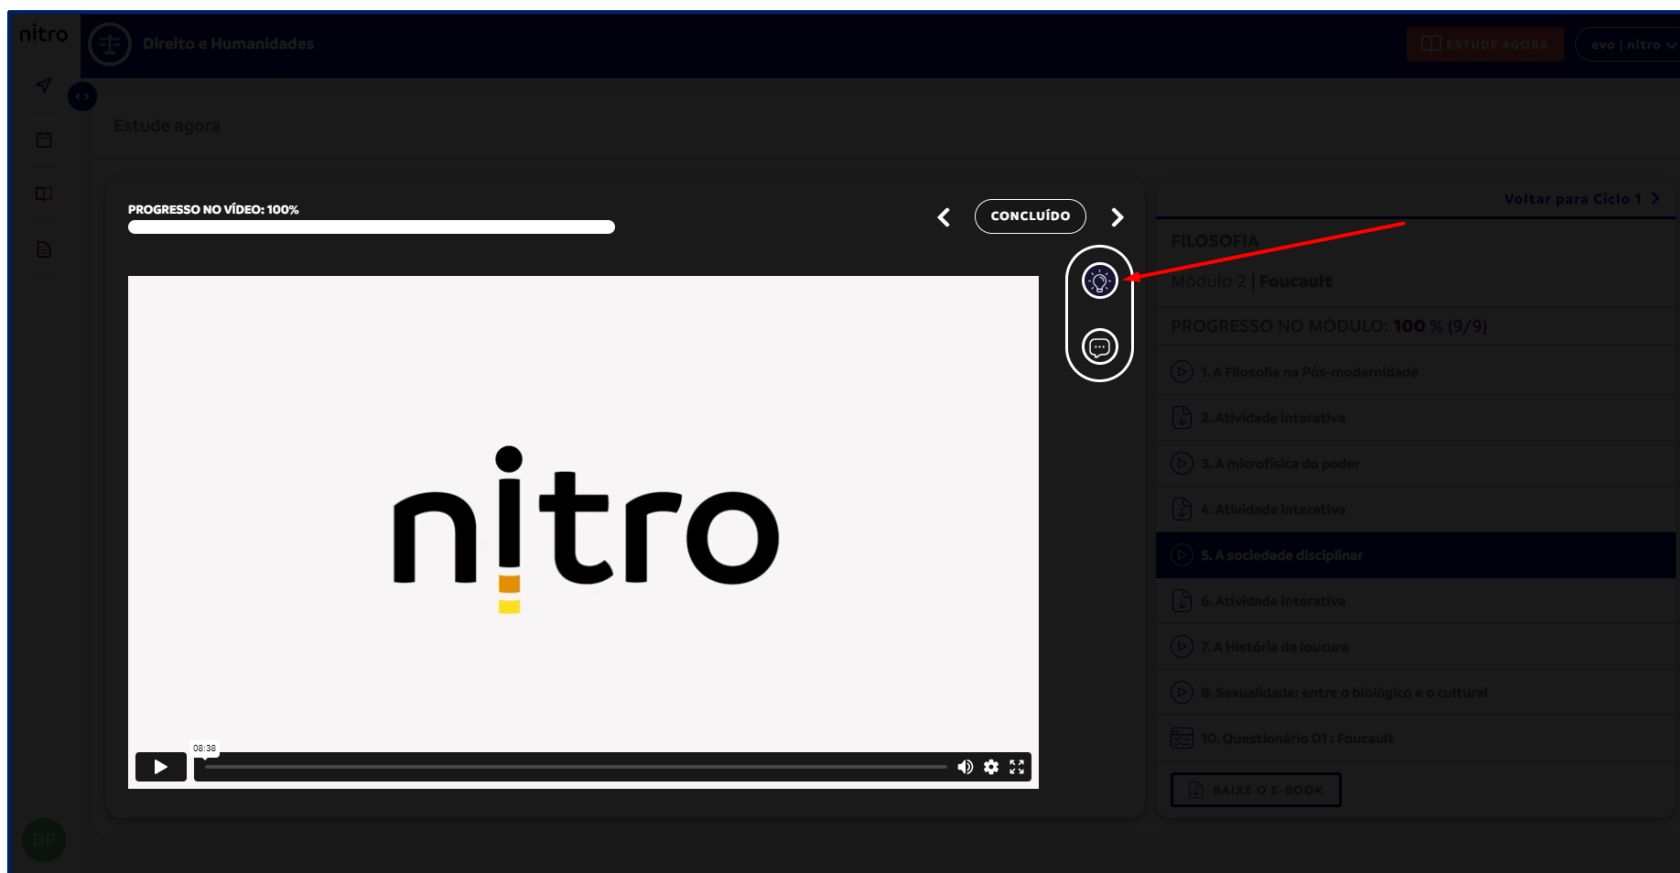 nitro
Direito e Humanidades
ESTUDE AGORA
evo | nitro
Estude agora
PROGRESSO NO VÍDEO: 100%
CONCLUÍDO
Voltar para Ciclo 1
FILOSOFIA
Módulo 2 | Foucault
PROGRESSO NO MÓDULO: 100 % (9/9)
1. A Filosofia na Pós-modernidade
2. Atividade interativa
3. A microfísica do poder
4. Atividade interativa
5. A sociedade disciplinar
6. Atividade interativa
7. A História da loucura
8. Sexualidade: entre o biológico e o cultural
10. Questionário 01 : Foucault
BAIXE O E-BOOK
nitro
08:38
DP